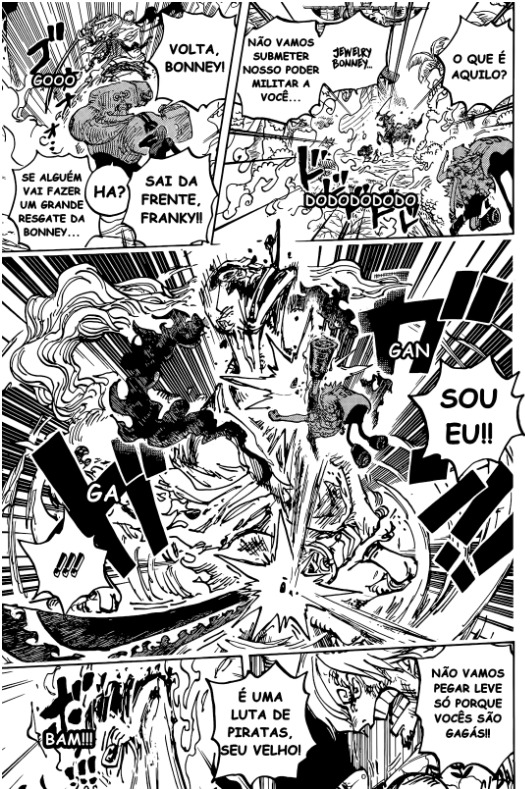 O QUE É
AQUILO?
JEWELRY
BONNEY...
NÃO VAMOS
SUBMETER
NOSSO PODER
MILITAR A
VOCÊ...
DODODODODO
VOLTA,
BONNEY!
GOOO
SAI DA
FRENTE,
FRANKY!!
HA?
SE ALGUÉM
VAI FAZER
UM GRANDE
RESGATE DA
BONNEY...
GAN
SOU
EU!!
GA
!!!
NÃO VAMOS
PEGAR LEVE
SÓ PORQUE
VOCÊS SÃO
GAGÁS!!
É UMA
LUTA DE
PIRATAS,
SEU VELHO!
BAM!!!